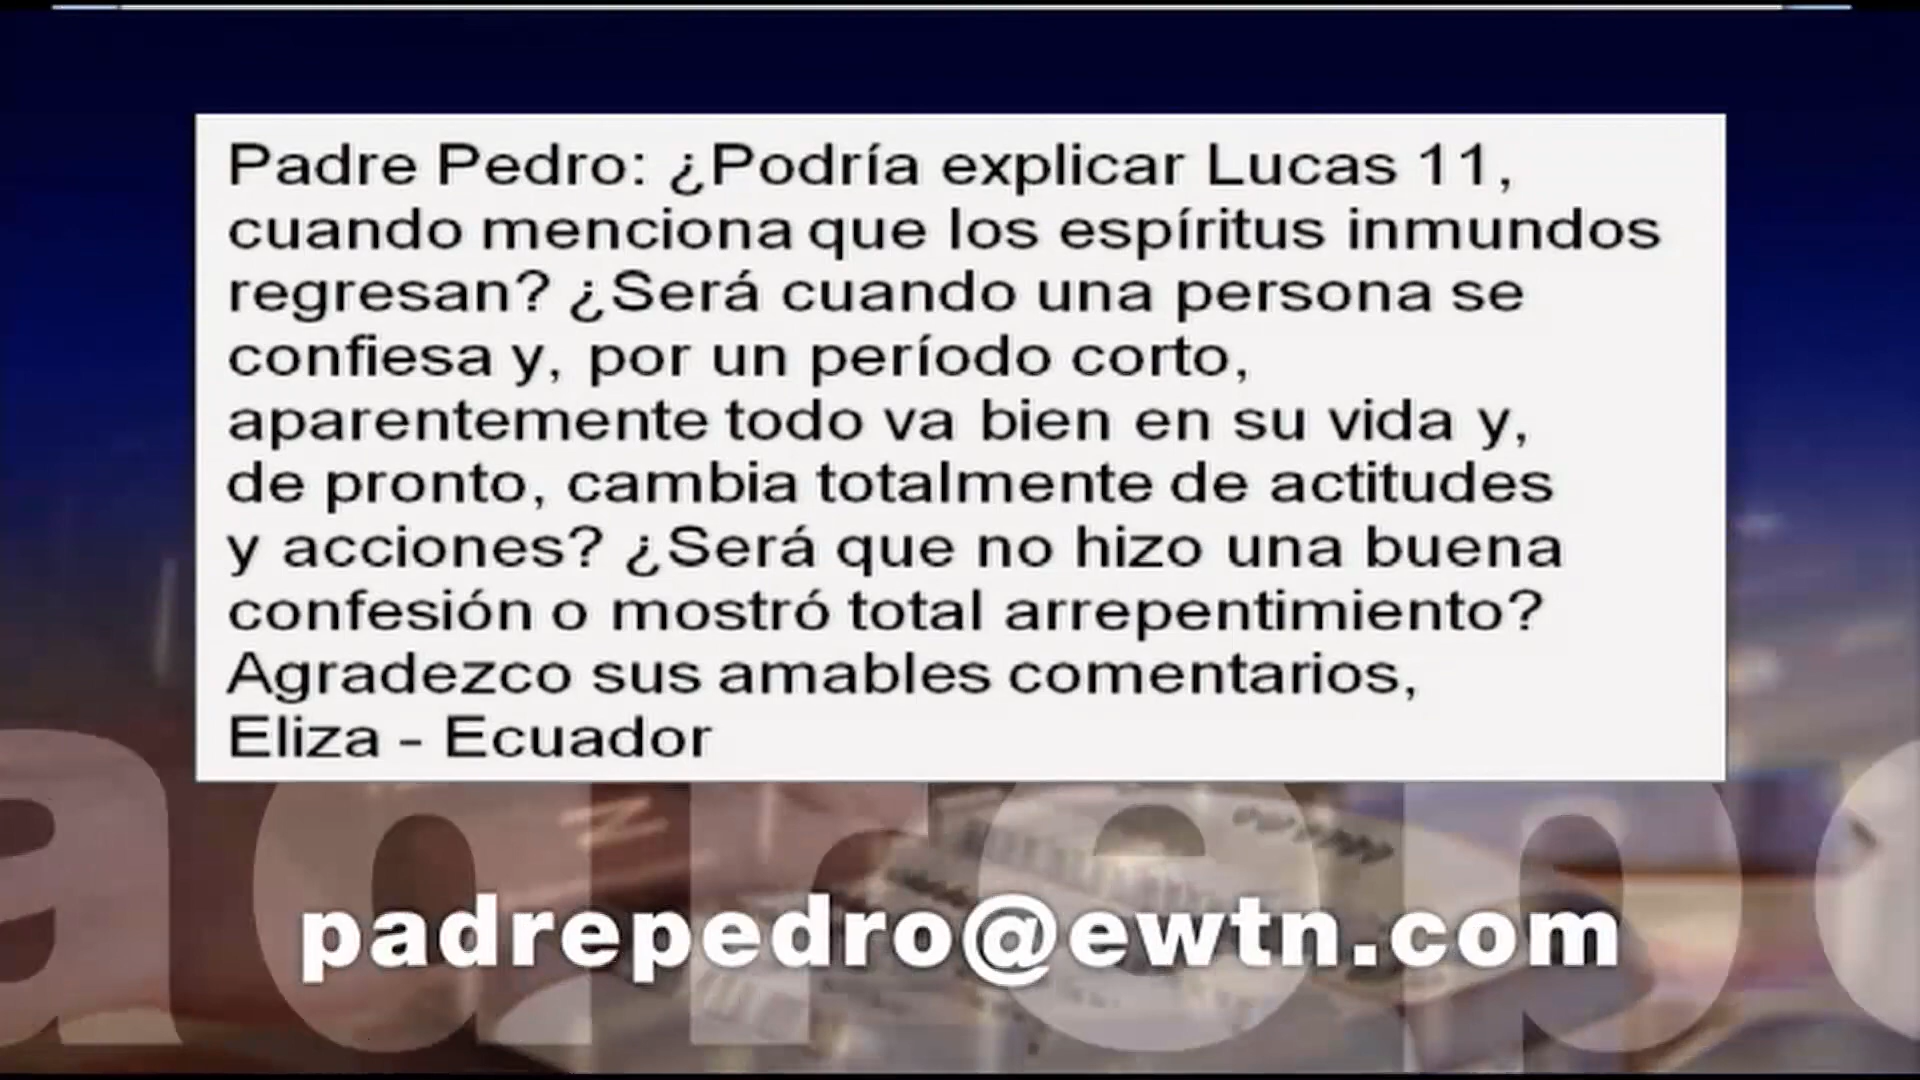 Padre Pedro: ¿Podría explicar Lucas 11,
cuando menciona que los espíritus inmundos
regresan? ¿Será cuando una persona se
confiesa y, por un período corto,
aparentemente todo va bien en su vida y,
de pronto, cambia totalmente de actitudes
y acciones? ¿Será que no hizo una buena
confesión o mostró total arrepentimiento?
Agradezco sus amables comentarios,
Eliza - Ecuador
adrepe
padrepedro@ewtn.com